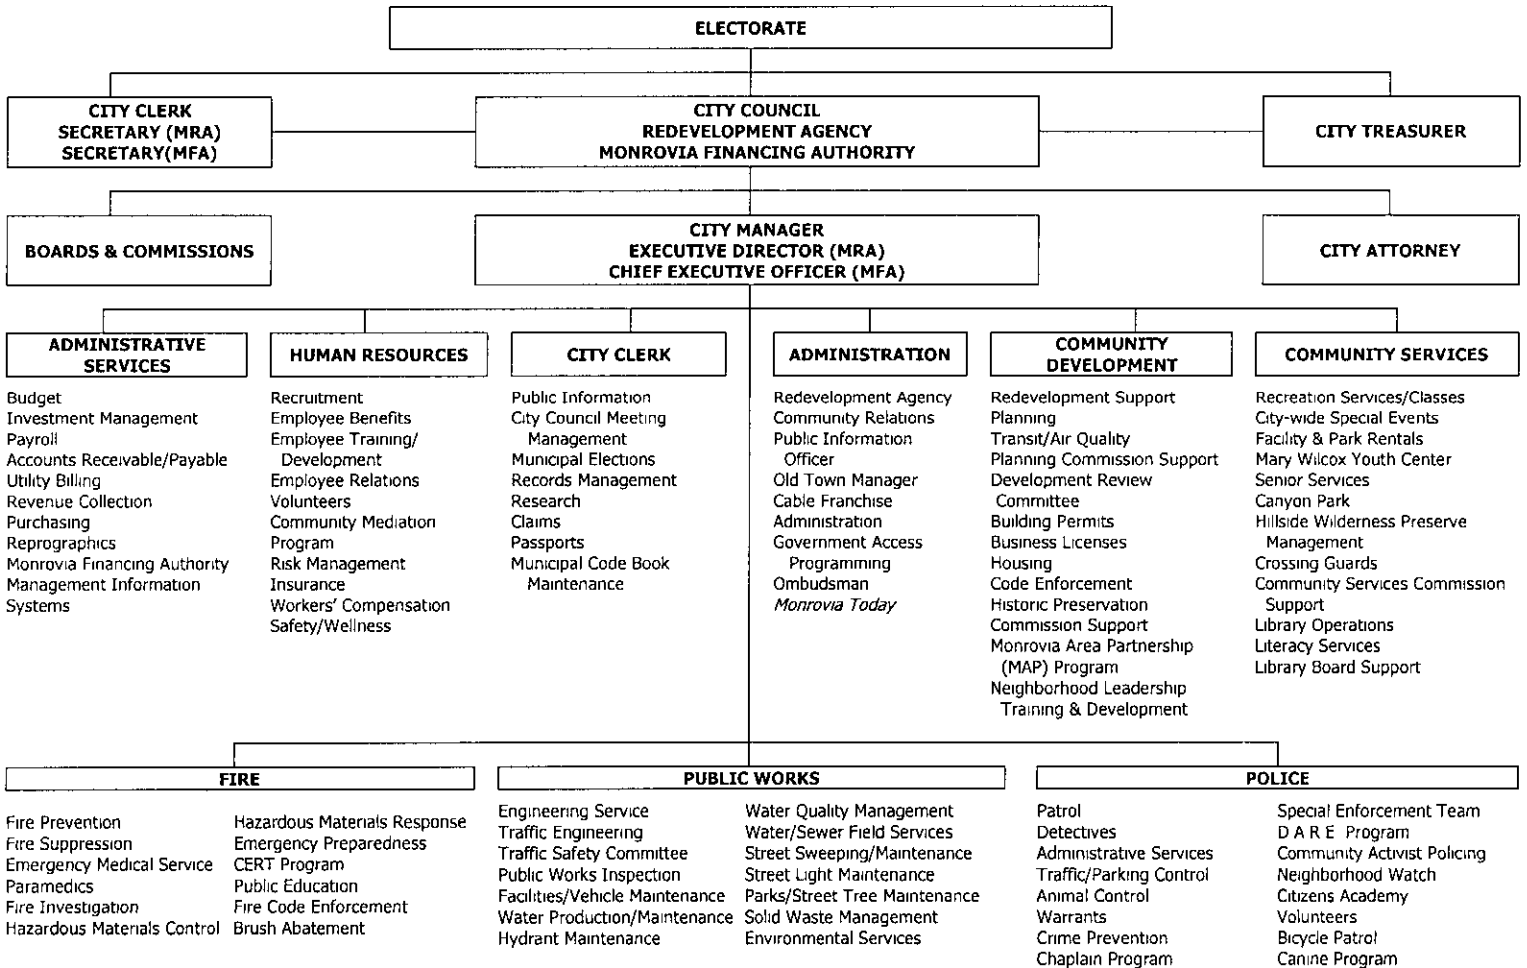 ELECTORATE
CITY CLERK
SECRETARY (MRA)
SECRETARY(MFA)
CITY COUNCIL
REDEVELOPMENT AGENCY
MONROVIA FINANCING AUTHORITY
CITY TREASURER
BOARDS & COMMISSIONS
CITY MANAGER
EXECUTIVE DIRECTOR (MRA)
CHIEF EXECUTIVE OFFICER (MFA)
CITY ATTORNEY
ADMINISTRATIVE
SERVICES
Budget
Investment Management
Payroll
Accounts Receivable/Payable
Utility Billing
Revenue Collection
Purchasing
Reprographics
Monrovia Financing Authority
Management Information
Systems
HUMAN RESOURCES
Recruitment
Employee Benefits
Employee Training/
Development
Employee Relations
Volunteers
Community Mediation
Program
Risk Management
Insurance
Workers' Compensation
Safety/Wellness
CITY CLERK
Public Information
City Council Meeting
Management
Municipal Elections
Records Management
Research
Claims
Passports
Municipal Code Book
Maintenance
ADMINISTRATION
Redevelopment Agency
Community Relations
Public Information
Officer
Old Town Manager
Cable Franchise
Administration
Government Access
Programming
Ombudsman
Monrovia Today
COMMUNITY
DEVELOPMENT
Redevelopment Support
Planning
Transit/Air Quality
Planning Commission Support
Development Review
Committee
Building Permits
Business Licenses
Housing
Code Enforcement
Historic Preservation
Commission Support
Monrovia Area Partnership
(MAP) Program
Neighborhood Leadership
Training & Development
COMMUNITY SERVICES
Recreation Services/Classes
City-wide Special Events
Facility & Park Rentals
Mary Wilcox Youth Center
Senior Services
Canyon Park
Hillside Wilderness Preserve
Management
Crossing Guards
Community Services Commission
Support
Library Operations
Literacy Services
Library Board Support
FIRE
Fire Prevention
Fire Suppression
Emergency Medical Service
Paramedics
Fire Investigation
Hazardous Materials Control
Hazardous Materials Response
Emergency Preparedness
CERT Program
Public Education
Fire Code Enforcement
Brush Abatement
PUBLIC WORKS
Engineering Service
Traffic Engineering
Traffic Safety Committee
Public Works Inspection
Facilities/Vehicle Maintenance
Water Production/Maintenance
Hydrant Maintenance
Water Quality Management
Water/Sewer Field Services
Street Sweeping/Maintenance
Street Light Maintenance
Parks/Street Tree Maintenance
Solid Waste Management
Environmental Services
POLICE
Patrol
Detectives
Administrative Services
Traffic/Parking Control
Animal Control
Warrants
Crime Prevention
Chaplain Program
Special Enforcement Team
D A R E Program
Community Activist Policing
Neighborhood Watch
Citizens Academy
Volunteers
Bicycle Patrol
Canine Program